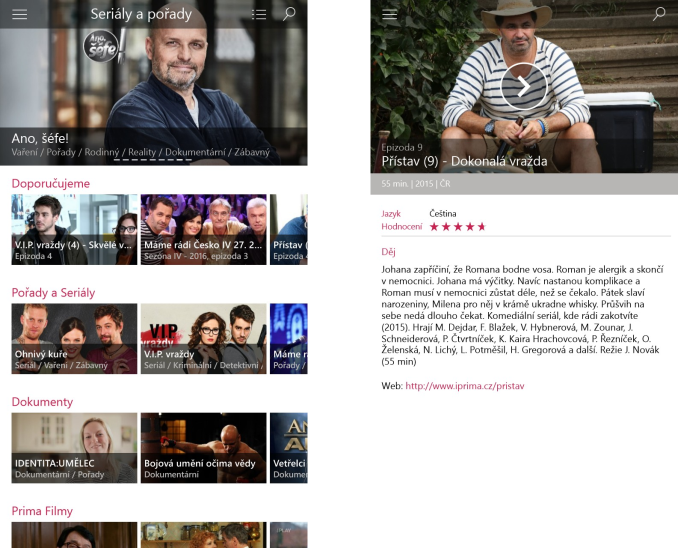 Seriály a pořady
Ano, šéfe!
Ano, šéfe!
Vaření / Pořady / Rodinný / Reality / Dokumentární / Zábavný
Doporučujeme
V.I.P. vraždy (4) - Skvělé v...
Epizoda 4
Máme rádi Česko IV 27. 2...
Sezóna IV - 2016, epizoda 3
Přístav (
Epizoda
Pořady a Seriály
Ohnivý kuře
Seriál / Vaření / Zábavný
VIP
vraždy
V.I.P. vraždy
Seriál / Kriminální / Detektivní /
Máme r
Pořady /
Dokumenty
IDENTITA:UMĚLEC
Dokumentární / Pořady
Bojová umění očima vědy
Dokumentární
AN
Vetřelci
Dokumen
Prima Filmy
PLAY
Epizoda 9
Přístav (9) - Dokonalá vražda
55 min. | 2015 | ČR
Jazyk Čeština
Hodnocení
Děj
Johana zapříčiní, že Romana bodne vosa. Roman je alergik a skončí
v nemocnici. Johana má výčitky. Navíc nastanou komplikace a
Roman musí v nemocnici zůstat déle, než se čekalo. Pátek slaví
narozeniny, Milena pro něj v krámě ukradne whisky. Průšvih na
sebe nedá dlouho čekat. Komediální seriál, kde rádi zakotvíte
(2015). Hrají M. Dejdar, F. Blažek, V. Hybnerová, M. Zounar, J.
Schneiderová, P. Čtvrtníček, K. Kaira Hrachovcová, P. Řezníček, O.
Želenská, N. Lichý, L. Potměšil, H. Gregorová a další. Režie J. Novák
(55 min)
Web: http://www.iprima.cz/pristav